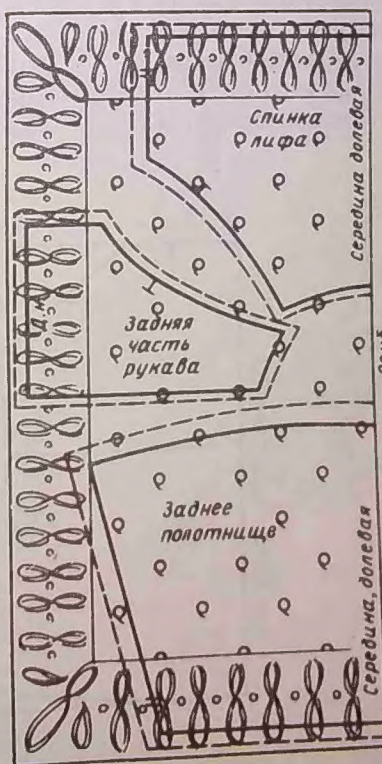 Спинка
лифа
Середина долевая
Задняя
часть
рукава
Заднее
полотнище
Середина, долевая